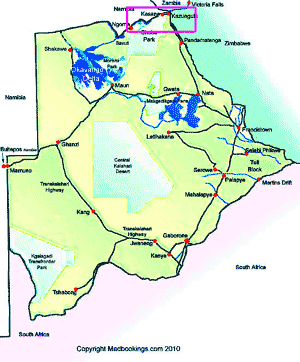 Zambia
Victoria Falls
Namibia
Kasane
Kazungula
Ngoma
Chobe
Park
Pandamatenga
Zimbabwe
Savuti
Shakawe
Moremi
Park
Okavango
Delta
Maun
Gweta
Nata
Makgadikgadi Pans
Namibia
Francistown
Letlhakane
Selebi Phikwe
Tuli
Block
Ghanzi
Buitepos
Mamuno
Central
Kalahari
Desert
Serowe
Palapye
Martins Drift
Transkalahari
Highway
Mahalapye
Kang
Transkalahari
Highway
Gaborone
Jwaneng
Kanye
Kgalagadi
Transfrontier
Park
South Africa
Tshabong
South Africa
Copyright Madbookings.com 2010